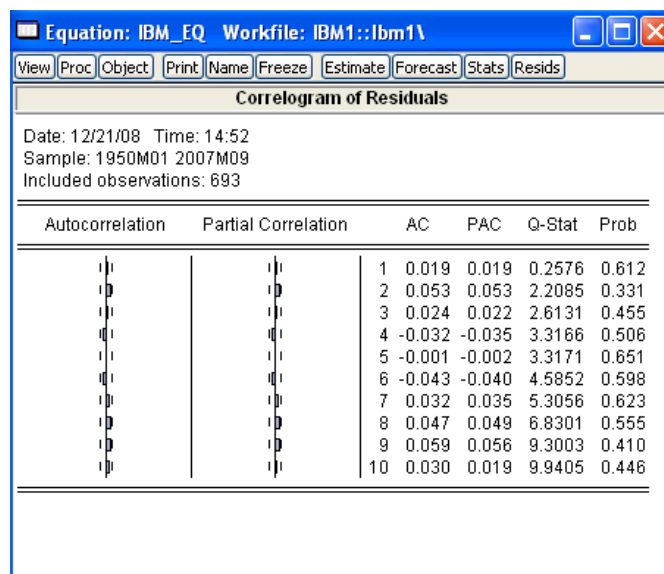 Equation: IBM_EQ Workfile: IBM1::Ibm1\
View Proc Object Print Name Freeze Estimate Forecast Stats Resids
Correlogram of Residuals
Date: 12/21/08 Time: 14:52
Sample: 1950M01 2007M09
Included observations: 693
Autocorrelation Partial Correlation AC PAC Q-Stat Prob
1 0.019 0.019 0.2576 0.612
2 0.053 0.053 2.2085 0.331
3 0.024 0.022 2.6131 0.455
4 -0.032 -0.035 3.3166 0.506
5 -0.001 -0.002 3.3171 0.651
6 -0.043 -0.040 4.5852 0.598
7 0.032 0.035 5.3056 0.623
8 0.047 0.049 6.8301 0.555
9 0.059 0.056 9.3003 0.410
10 0.030 0.019 9.9405 0.446